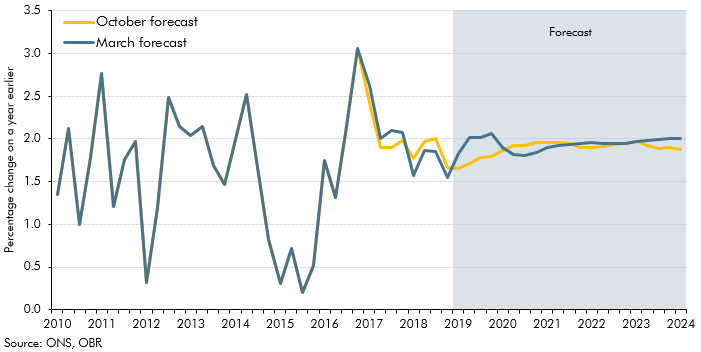 October forecast
March forecast
Forecast
Percentage change on a year earlier
3.5
3.0
2.5
2.0
1.5
1.0
0.5
0.0
2010 2011 2012 2013 2014 2015 2016 2017 2018 2019 2020 2021 2022 2023 2024
Source: ONS, OBR